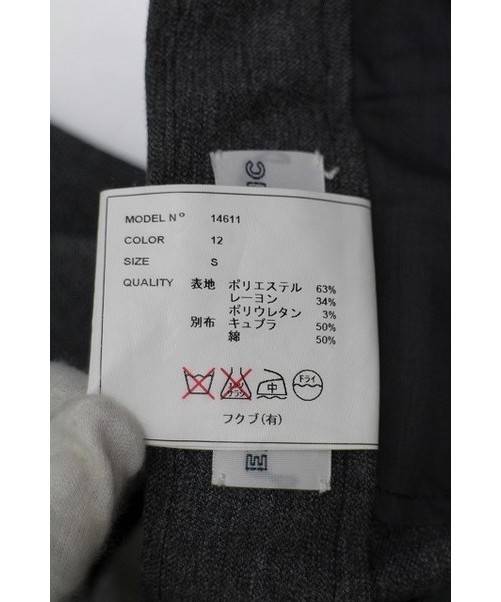 MODEL Nº 14611
COLOR 12
SIZE S
QUALITY 表地 ポリエステル 63%
レーヨン 34%
ポリウレタン 3%
別布 キュプラ 50%
綿 50%
中 ドライ
フクブ(有)